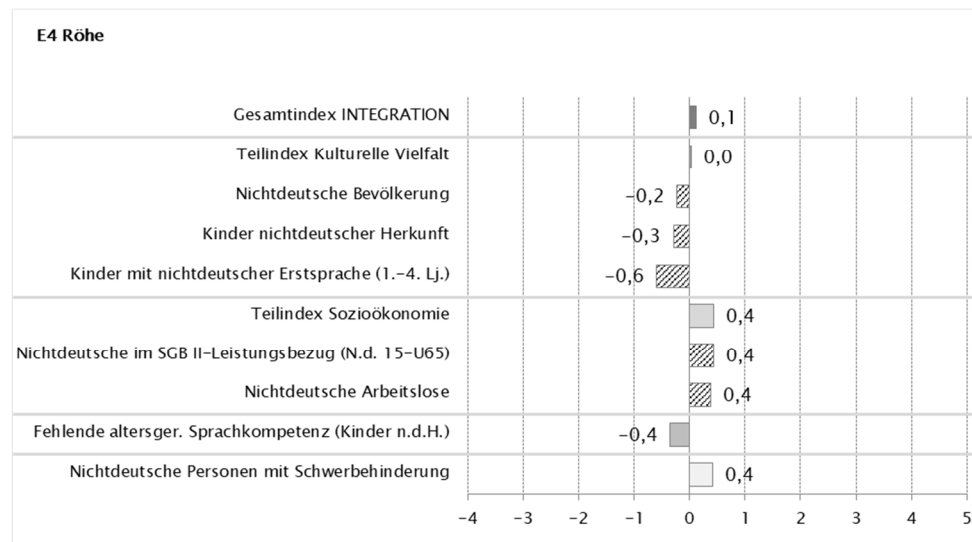 E4 Röhe
Gesamtindex INTEGRATION 0,1
Teilindex Kulturelle Vielfalt 0,0
Nichtdeutsche Bevölkerung −0,2
Kinder nichtdeutscher Herkunft −0,3
Kinder mit nichtdeutscher Erstsprache (1.−4. Lj.) −0,6
Teilindex Sozioökonomie 0,4
Nichtdeutsche im SGB II−Leistungsbezug (N.d. 15−U65) 0,4
Nichtdeutsche Arbeitslose 0,4
Fehlende altersger. Sprachkompetenz (Kinder n.d.H.) −0,4
Nichtdeutsche Personen mit Schwerbehinderung 0,4
−4 −3 −2 −1 0 1 2 3 4 5